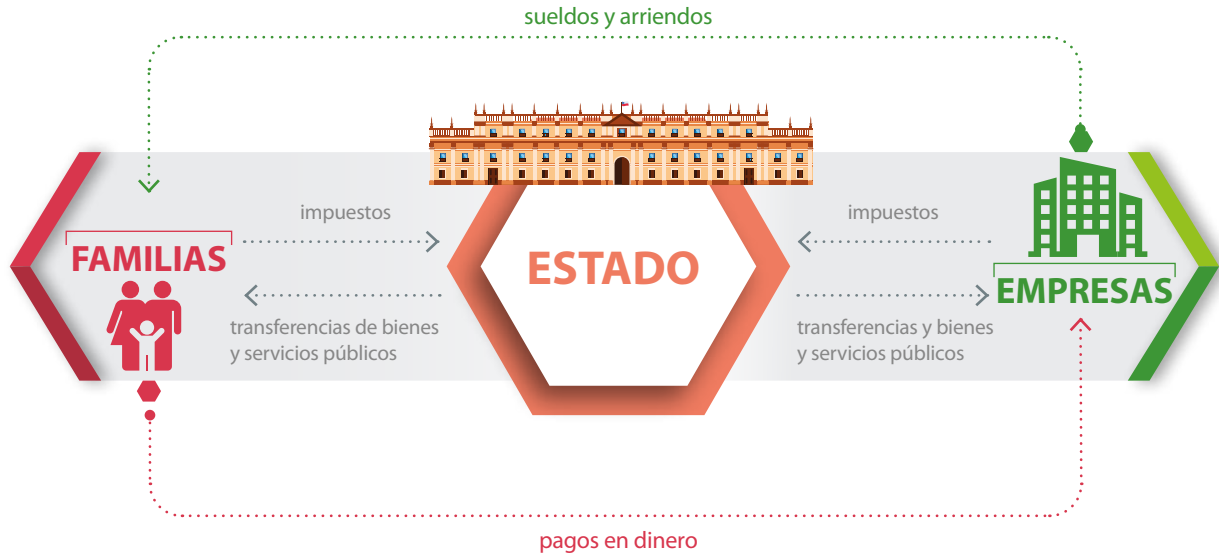 sueldos y arriendos
impuestos
impuestos
FAMILIAS
ESTADO
EMPRESAS
transferencias de bienes
y servicios públicos
transferencias y bienes
y servicios públicos
pagos en dinero